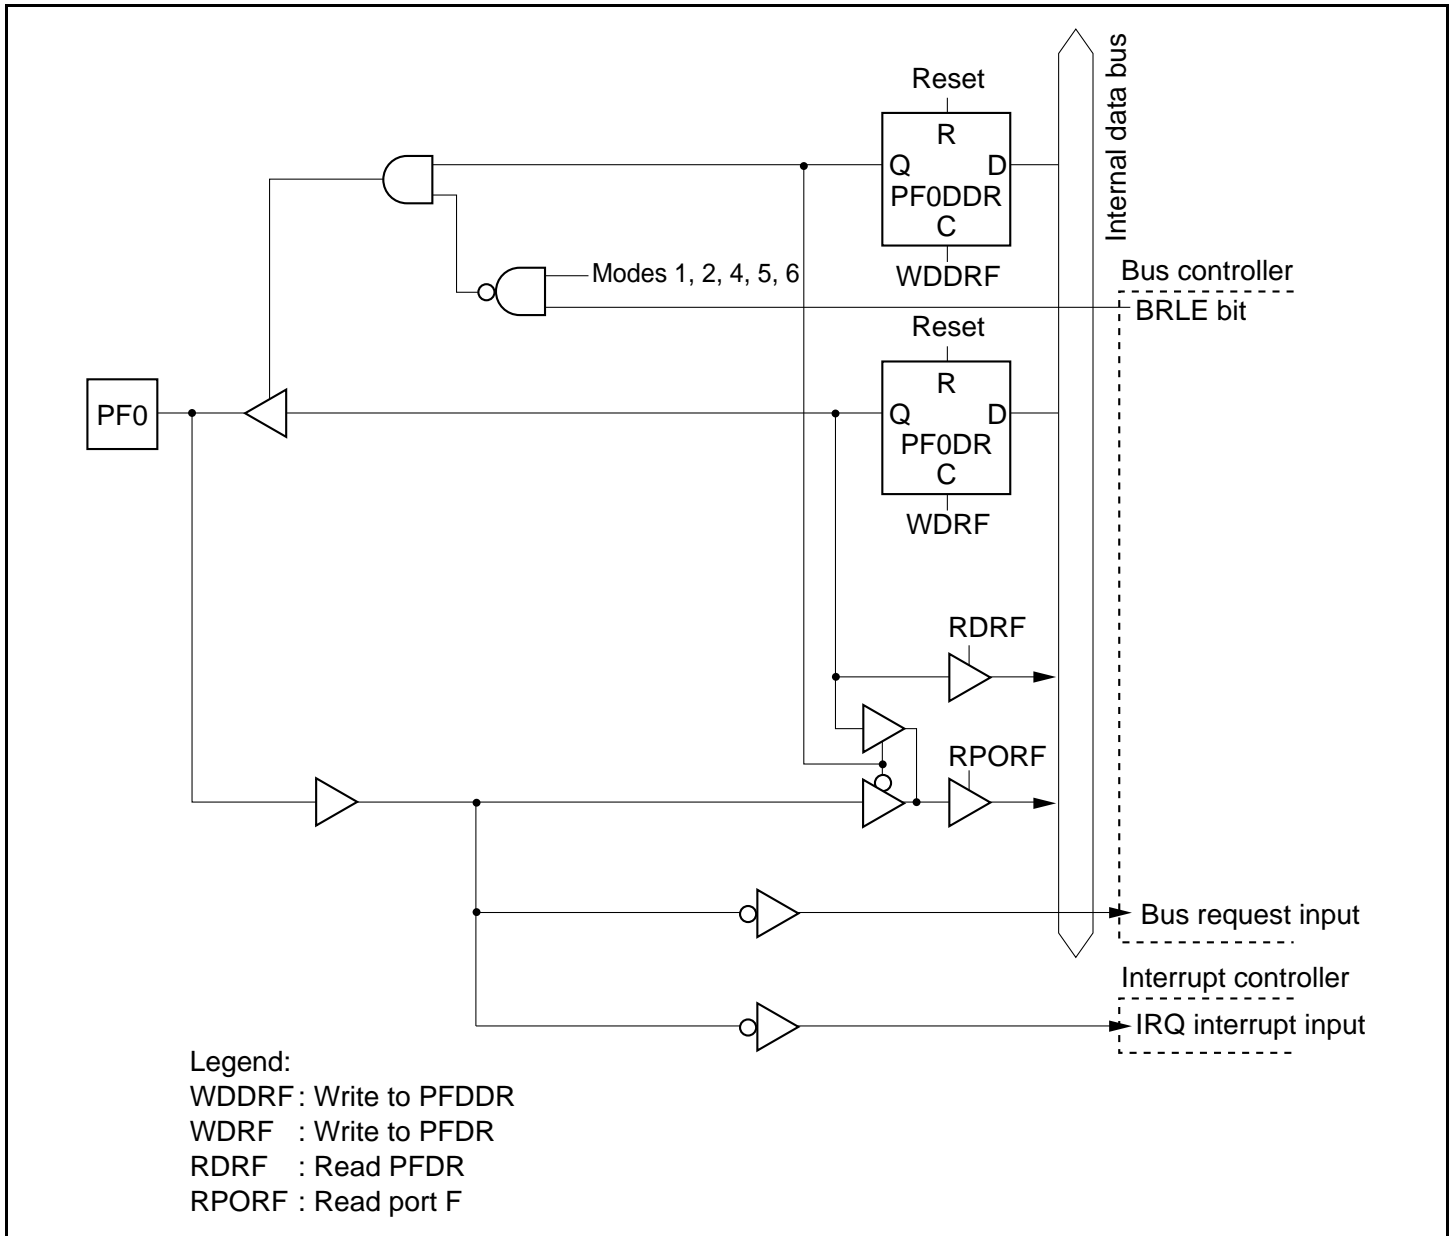 Reset
R
Q D
PF0DDR
C
WDDRF
Internal data bus
Modes 1, 2, 4, 5, 6
Bus controller
BRLE bit
Reset
R
Q D
PF0DR
C
WDRF
PF0
RDRF
RPORF
Bus request input
Interrupt controller
IRQ interrupt input
Legend:
WDDRF : Write to PFDDR
WDRF : Write to PFDR
RDRF : Read PFDR
RPORF : Read port F